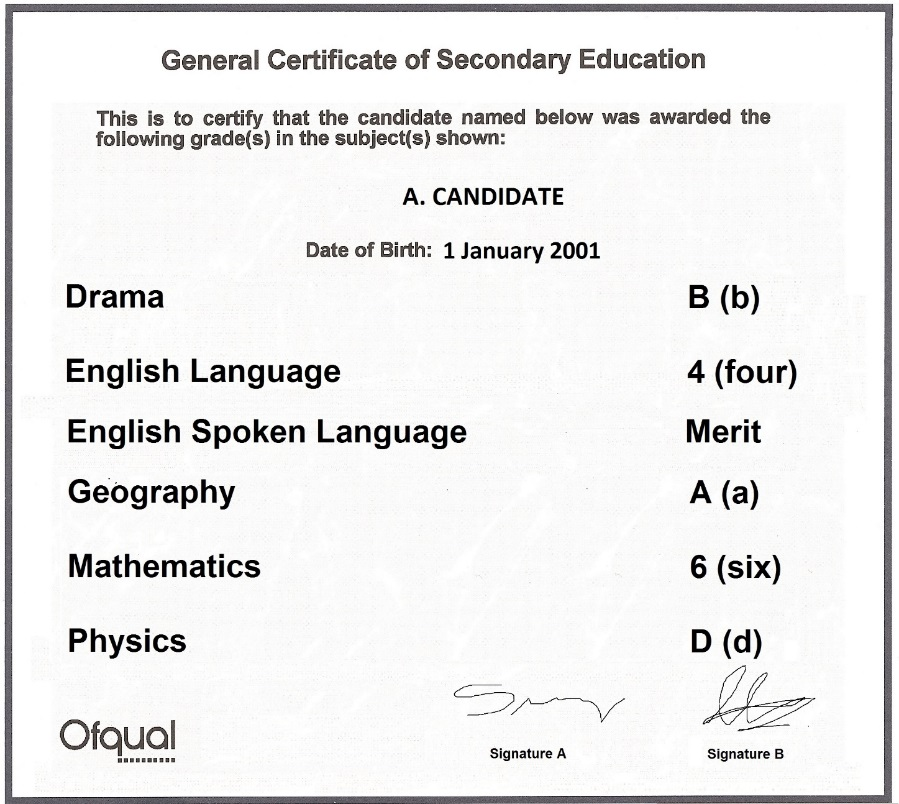 General Certificate of Secondary Education
This is to certify that the candidate named below was awarded the
following grade(s) in the subject(s) shown:
A. CANDIDATE
Date of Birth: 1 January 2001
Drama B (b)
English Language 4 (four)
English Spoken Language Merit
Geography A (a)
Mathematics 6 (six)
Physics D (d)
Ofqual
Signature A Signature B